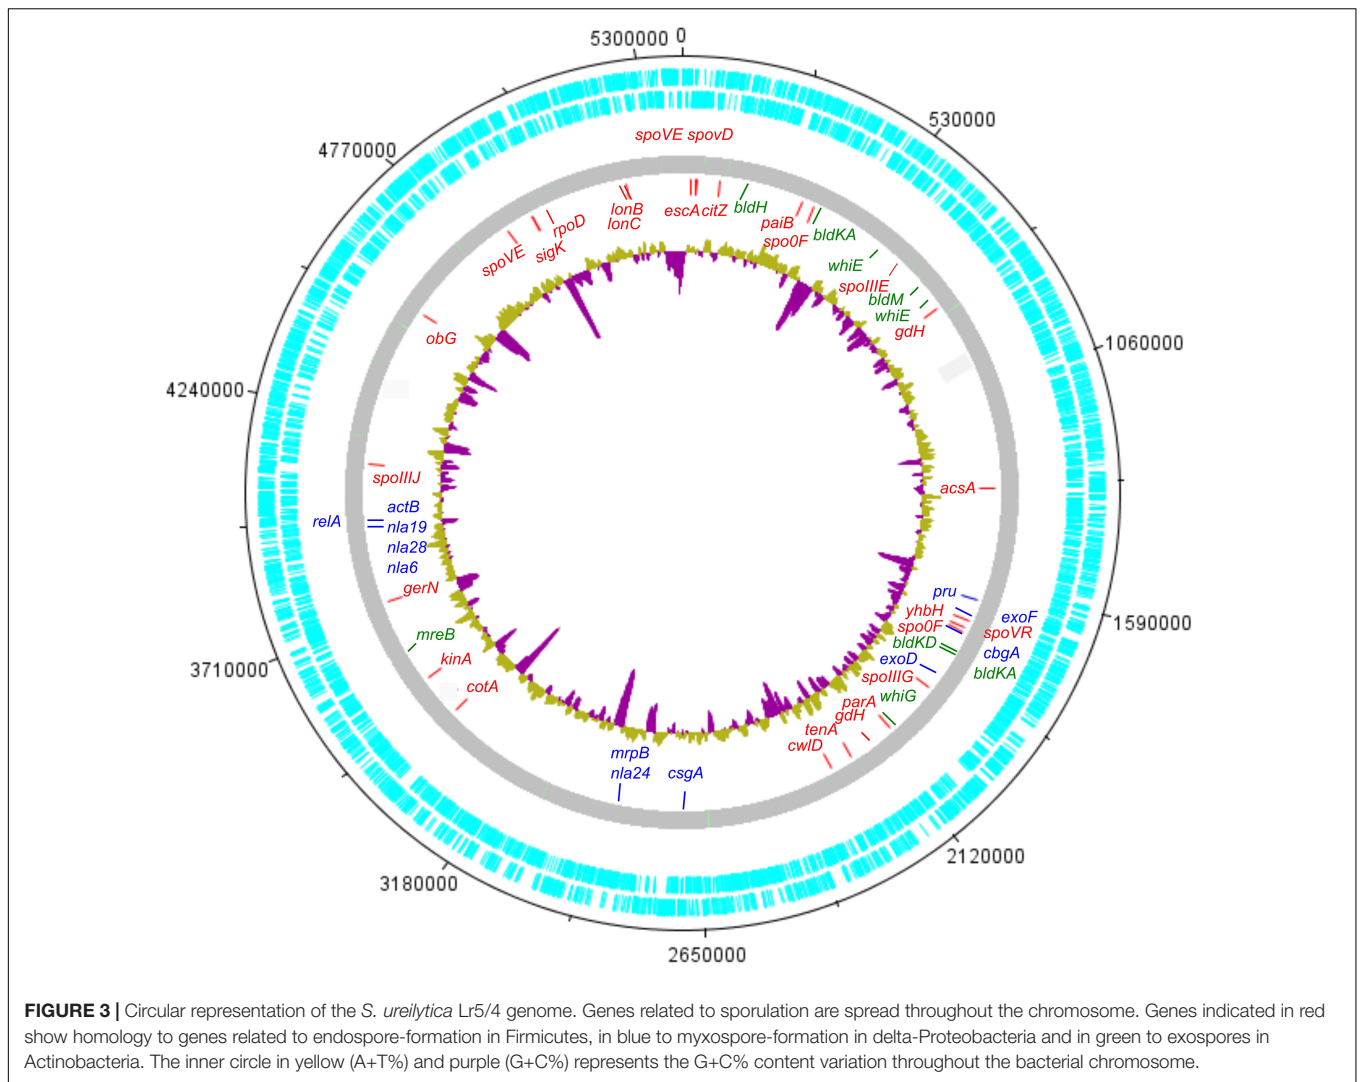 5300000 0
530000
4770000
spoVE spovD
lonB
lonC
escA citZ
bldH
paiB
spo0F
bldKA
rpoD
sigK
spoVE
whiE
spoIIIE
bldM
whiE
gdH
obG
1060000
4240000
spoIIIJ
acsA
actB
relA
nla19
nla28
nla6
gerN
pru
yhbH
exoF
spo0F
spoVR
1590000
mreB
bldKD
cbgA
kinA
exoD
bldKA
3710000
spoIIIG
cotA
whiG
parA
gdH
tenA
cwlD
mrpB
nla24
csgA
2120000
3180000
2650000
FIGURE 3 | Circular representation of the S. ureilytica Lr5/4 genome. Genes related to sporulation are spread throughout the chromosome. Genes indicated in red
show homology to genes related to endospore-formation in Firmicutes, in blue to myxospore-formation in delta-Proteobacteria and in green to exospores in
Actinobacteria. The inner circle in yellow (A+T%) and purple (G+C%) represents the G+C% content variation throughout the bacterial chromosome.